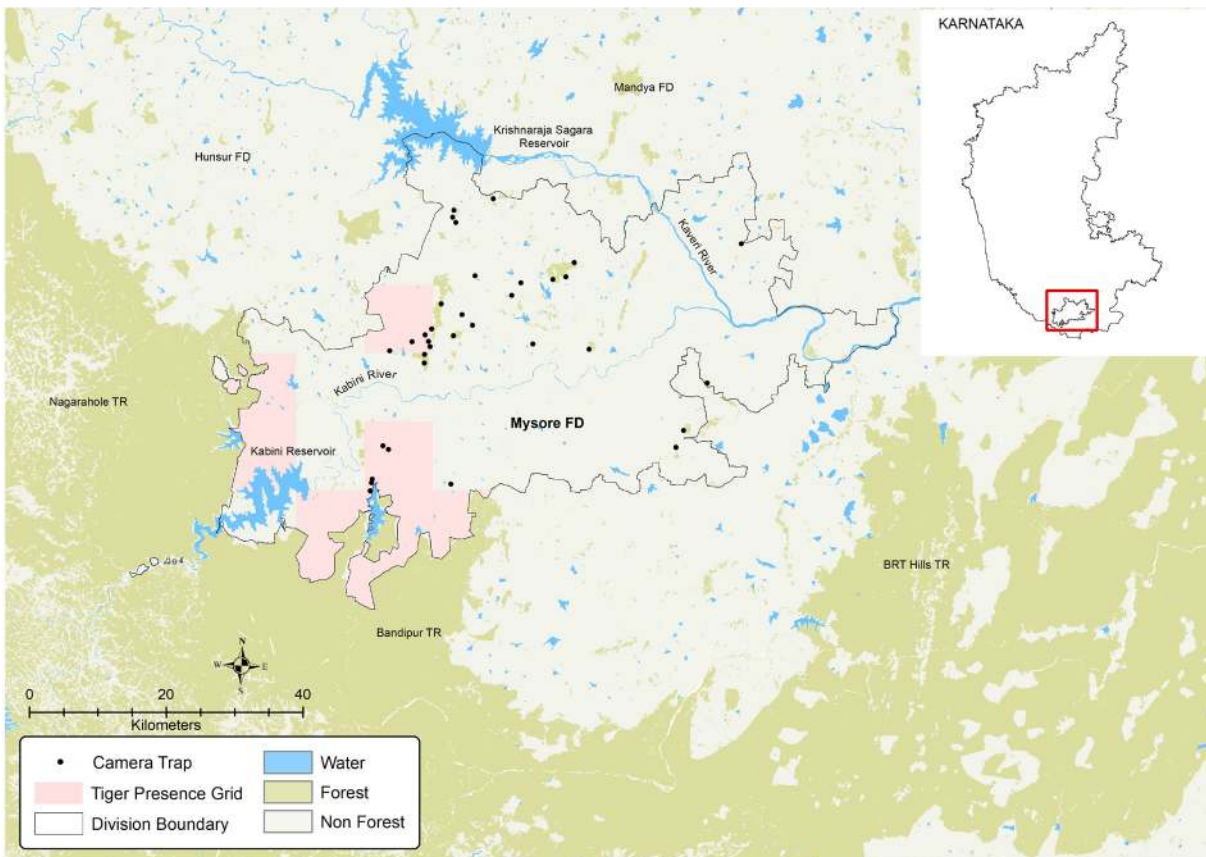 KARNATAKA
Mandya FD
Krishnaraja Sagara
Reservoir
Hunsur FD
Kaveri River
Kabini River
Nagarahole TR
Mysore FD
Kabini Reservoir
BRT Hills TR
Bandipur TR
N
W
E
S
0 20 40
Kilometers
Camera Trap
Tiger Presence Grid
Division Boundary
Water
Forest
Non Forest